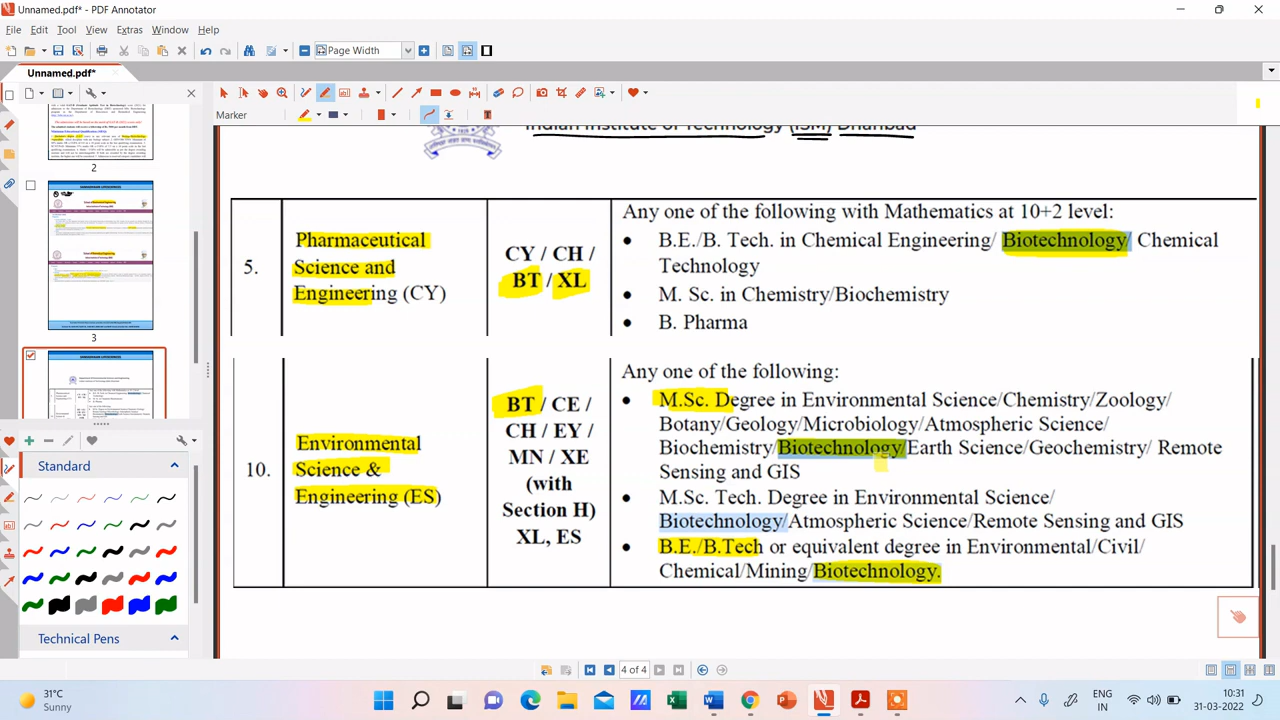 Unnamed.pdf* - PDF Annotator
File Edit Tool View Extras Window Help
Page Width
Unnamed.pdf*
Marker
Indian Institute of Technology (ISM) Dhanbad
2
3
5.
Pharmaceutical
Science and
Engineering (CY)
CY / CH /
BT / XL
Any one of the following with Mathematics at 10+2 level:
• B.E./B. Tech. in Chemical Engineering/ Biotechnology/ Chemical
Technology
• M. Sc. in Chemistry/Biochemistry
• B. Pharma
10.
Environmental
Science &
Engineering (ES)
BT / CE /
CH / EY /
MN / XE
(with
Section H)
XL, ES
Any one of the following:
• M.Sc. Degree in Environmental Science/Chemistry/Zoology/
Botany/Geology/Microbiology/Atmospheric Science/
Biochemistry/Biotechnology/Earth Science/Geochemistry/ Remote
Sensing and GIS
• M.Sc. Tech. Degree in Environmental Science/
Biotechnology/Atmospheric Science/Remote Sensing and GIS
• B.E./B.Tech or equivalent degree in Environmental/Civil/
Chemical/Mining/Biotechnology.
Standard
Technical Pens
4 of 4
31°C
Sunny
ENG
IN
10:31
31-03-2022